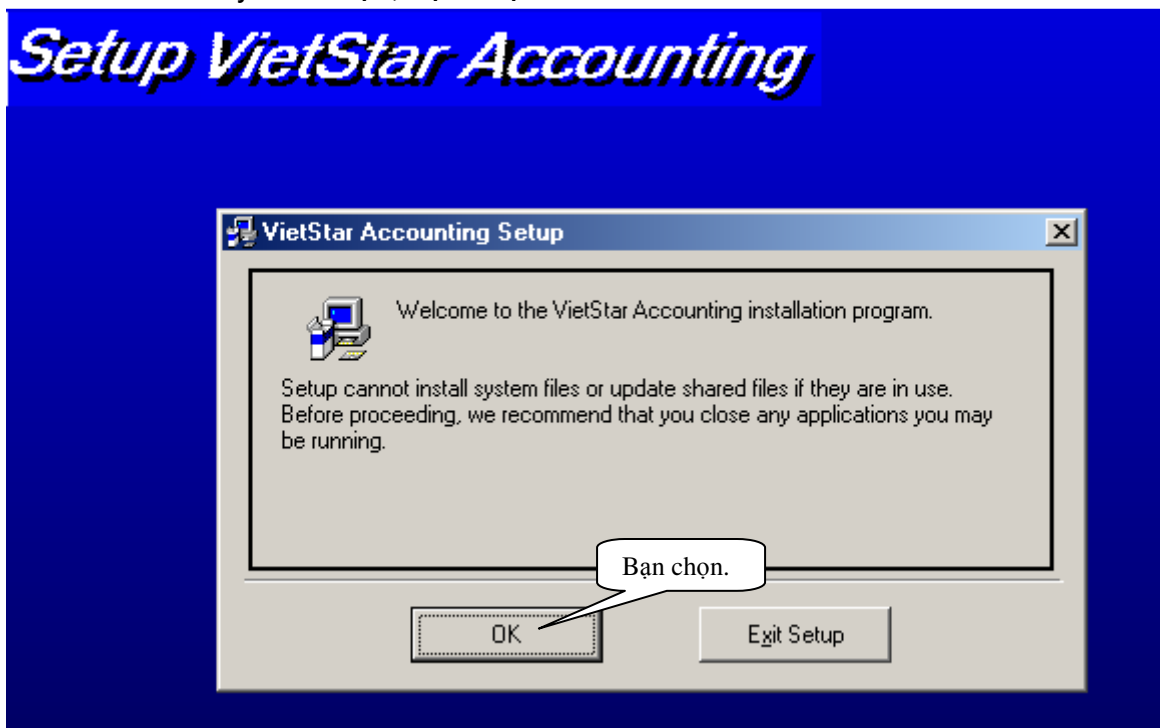 Setup VietStar Accounting
VietStar Accounting Setup
Welcome to the VietStar Accounting installation program.
Setup cannot install system files or update shared files if they are in use.
Before proceeding, we recommend that you close any applications you may
be running.
Bạn chọn.
OK
Exit Setup